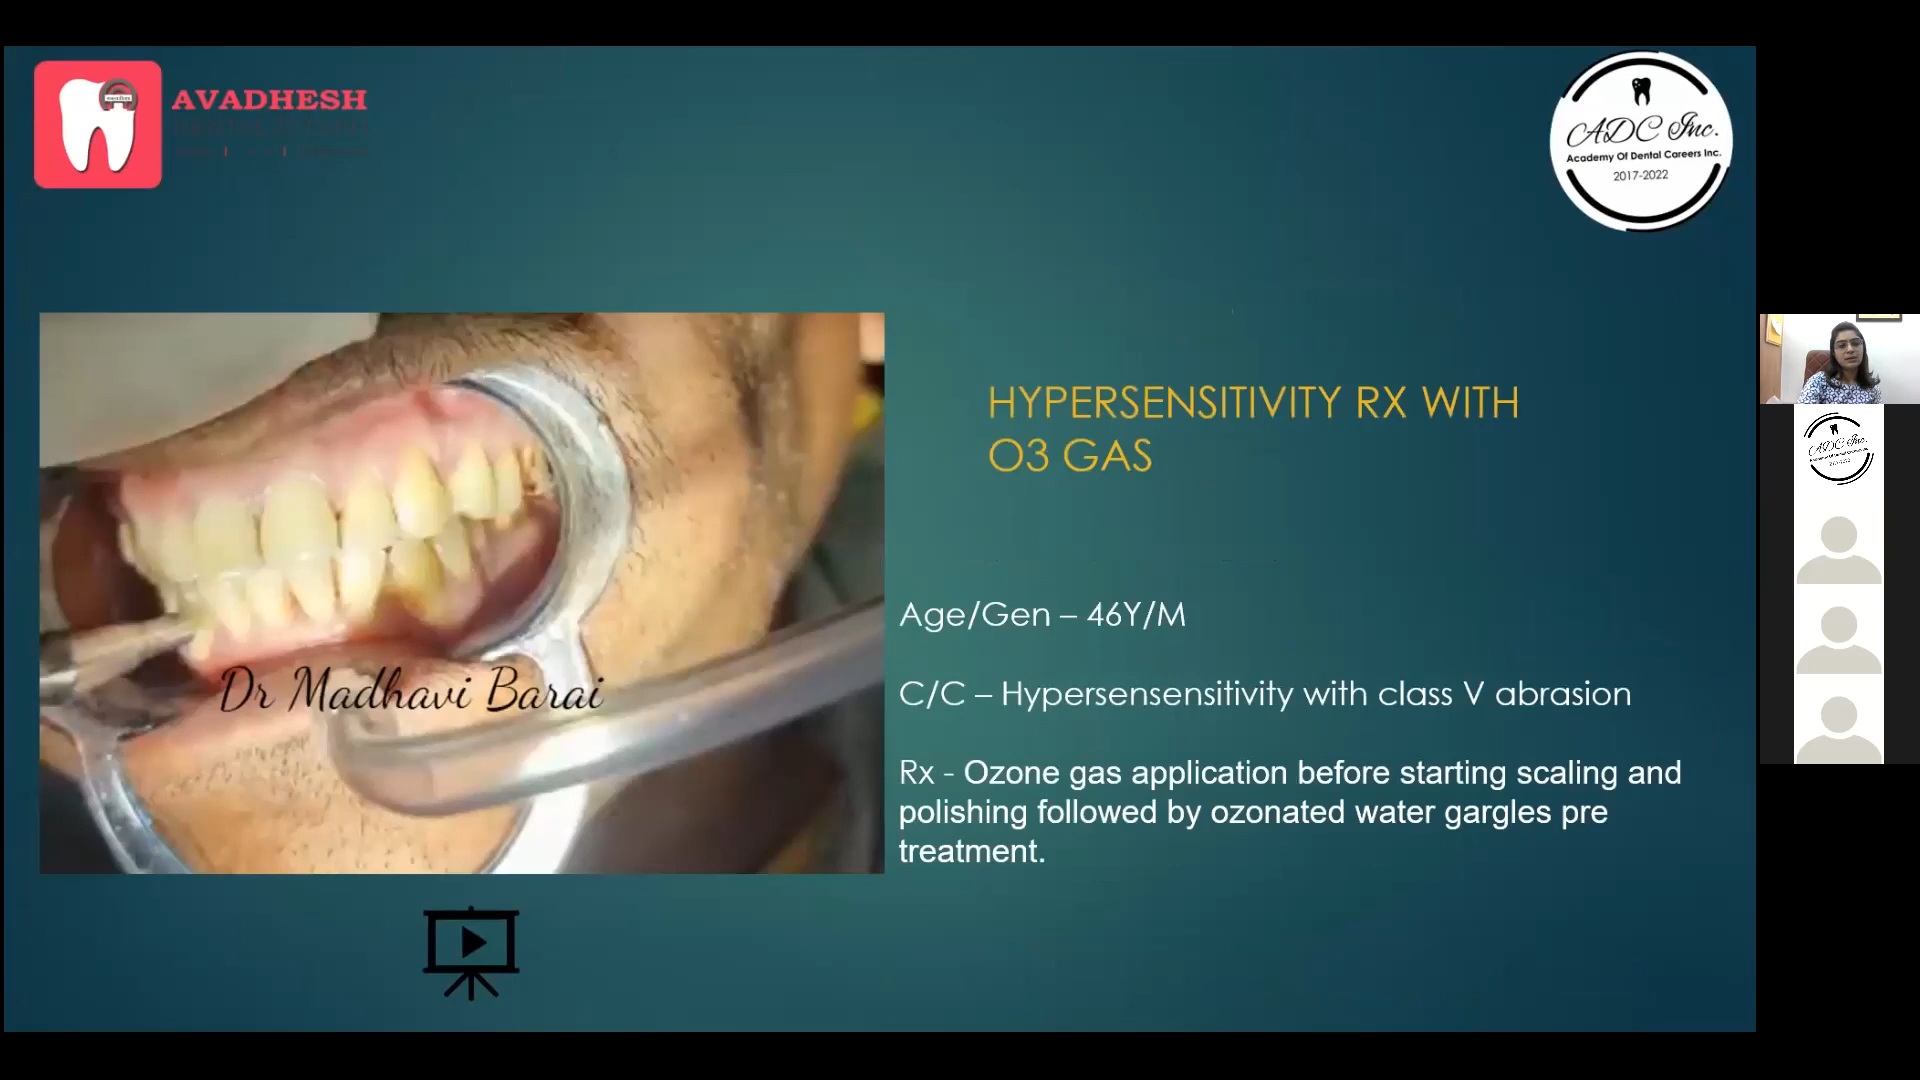 AVADHESH
ADC Inc.
Academy Of Dental Careers Inc.
2017-2022
HYPERSENSITIVITY RX WITH
O3 GAS
Dr Madhavi Barai
Age/Gen – 46Y/M
C/C – Hypersensensitivity with class V abrasion
Rx - Ozone gas application before starting scaling and
polishing followed by ozonated water gargles pre
treatment.
ADC Inc.